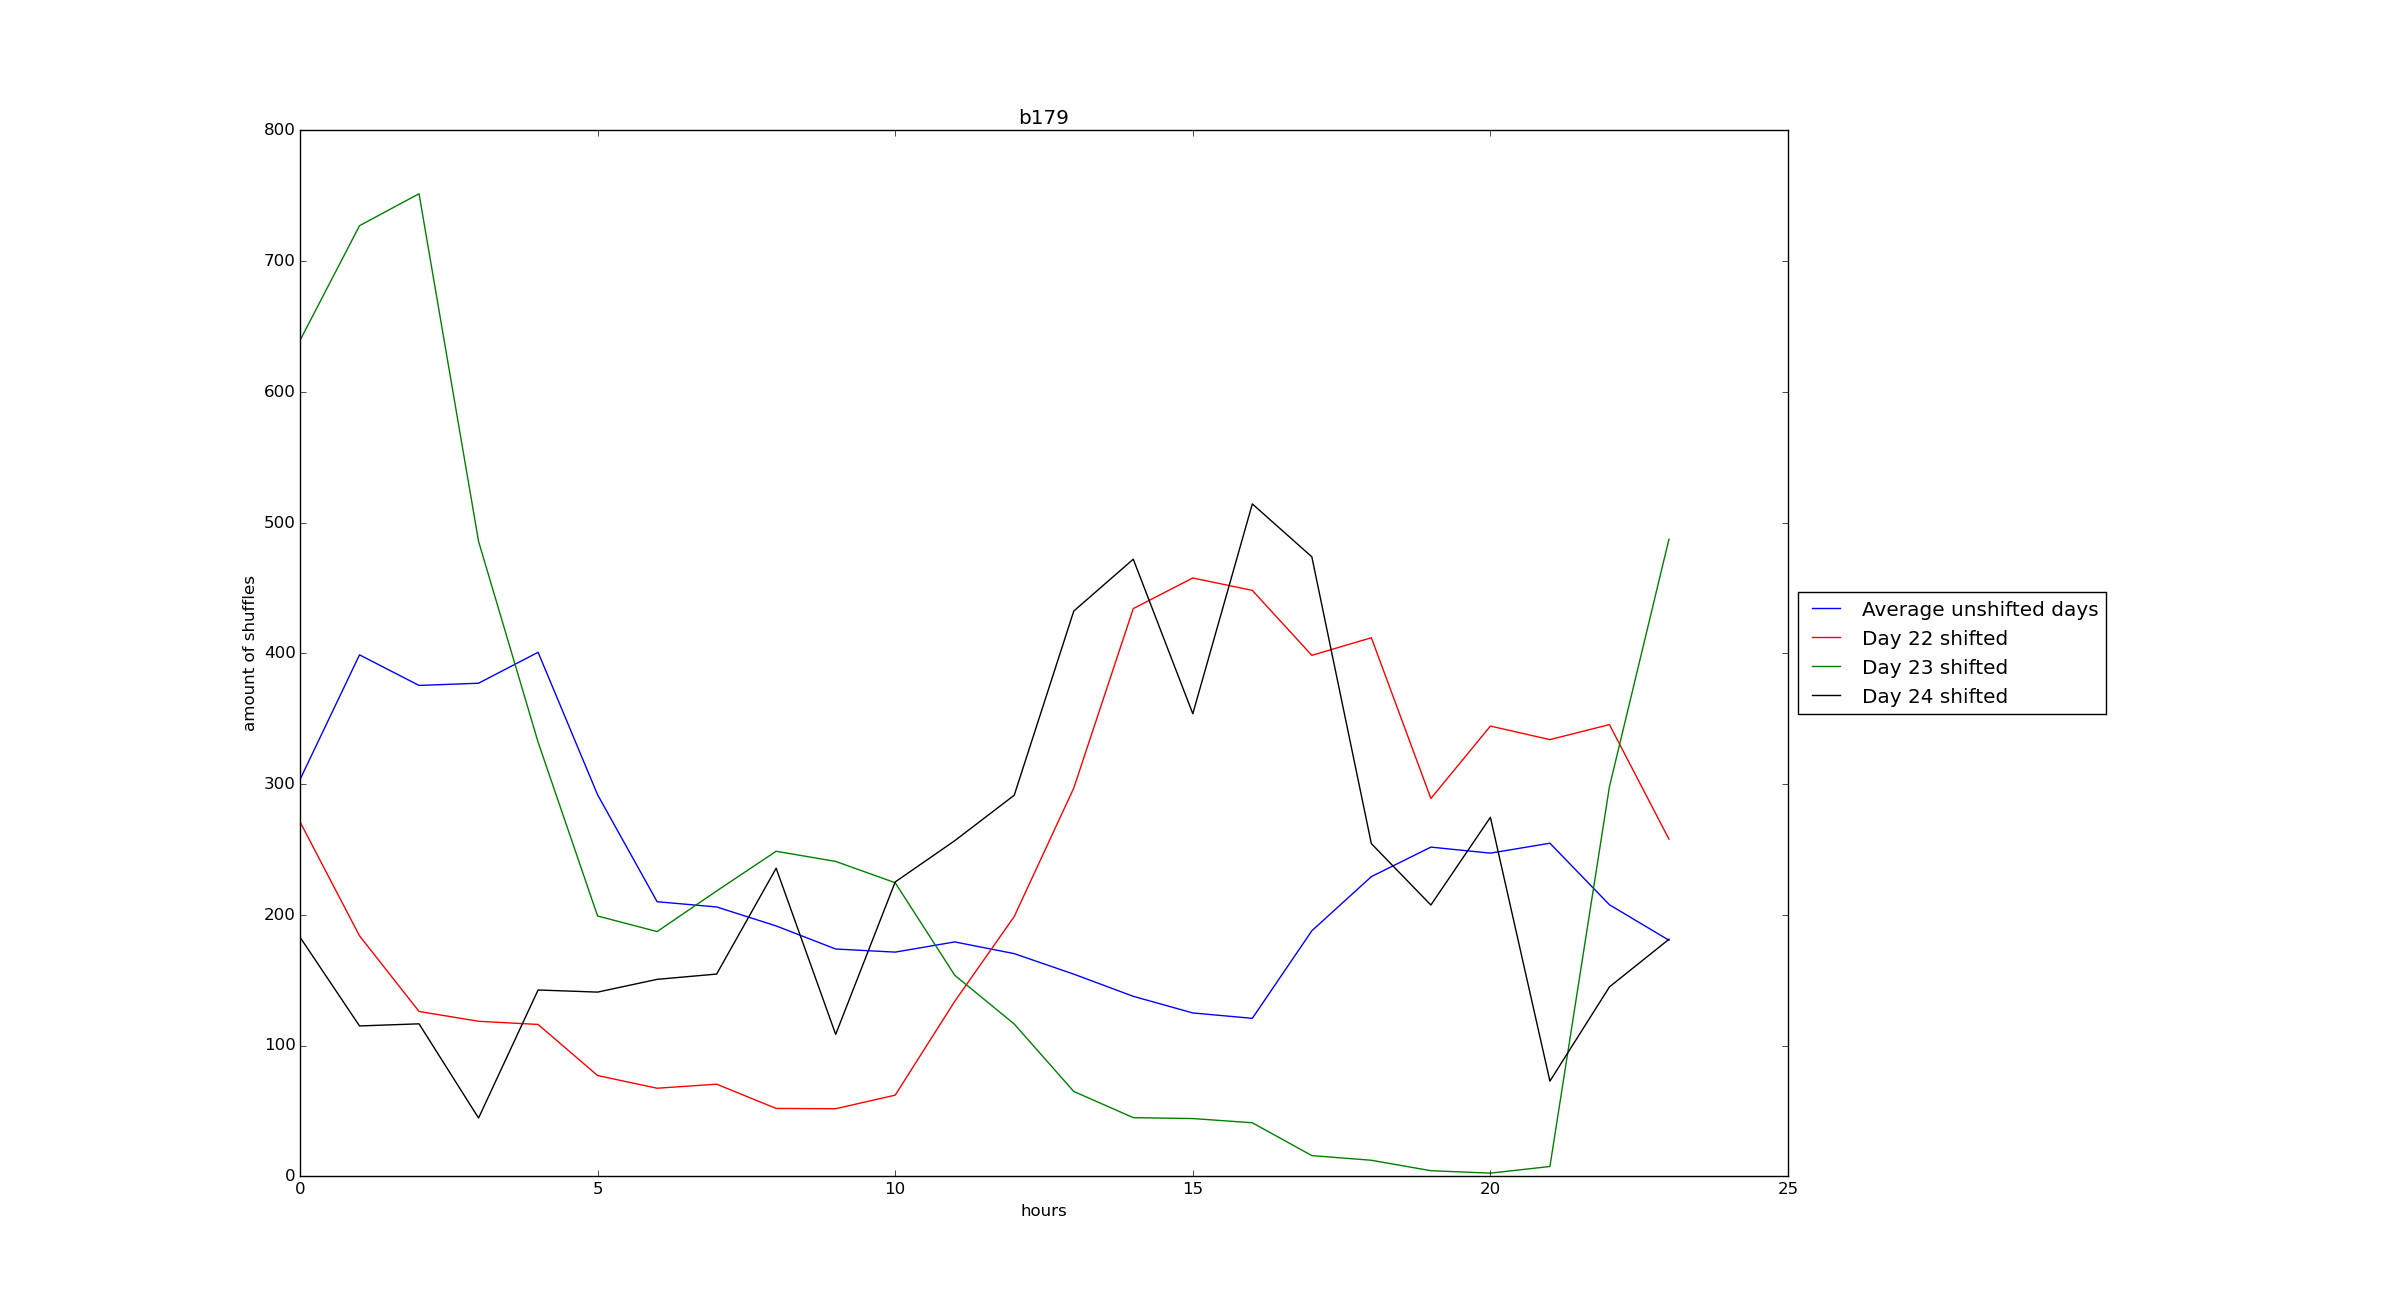 b179
800
700
600
500
400
300
200
100
0
0 5 10 15 20 25
amount of shuffles
hours
Average unshifted days
Day 22 shifted
Day 23 shifted
Day 24 shifted